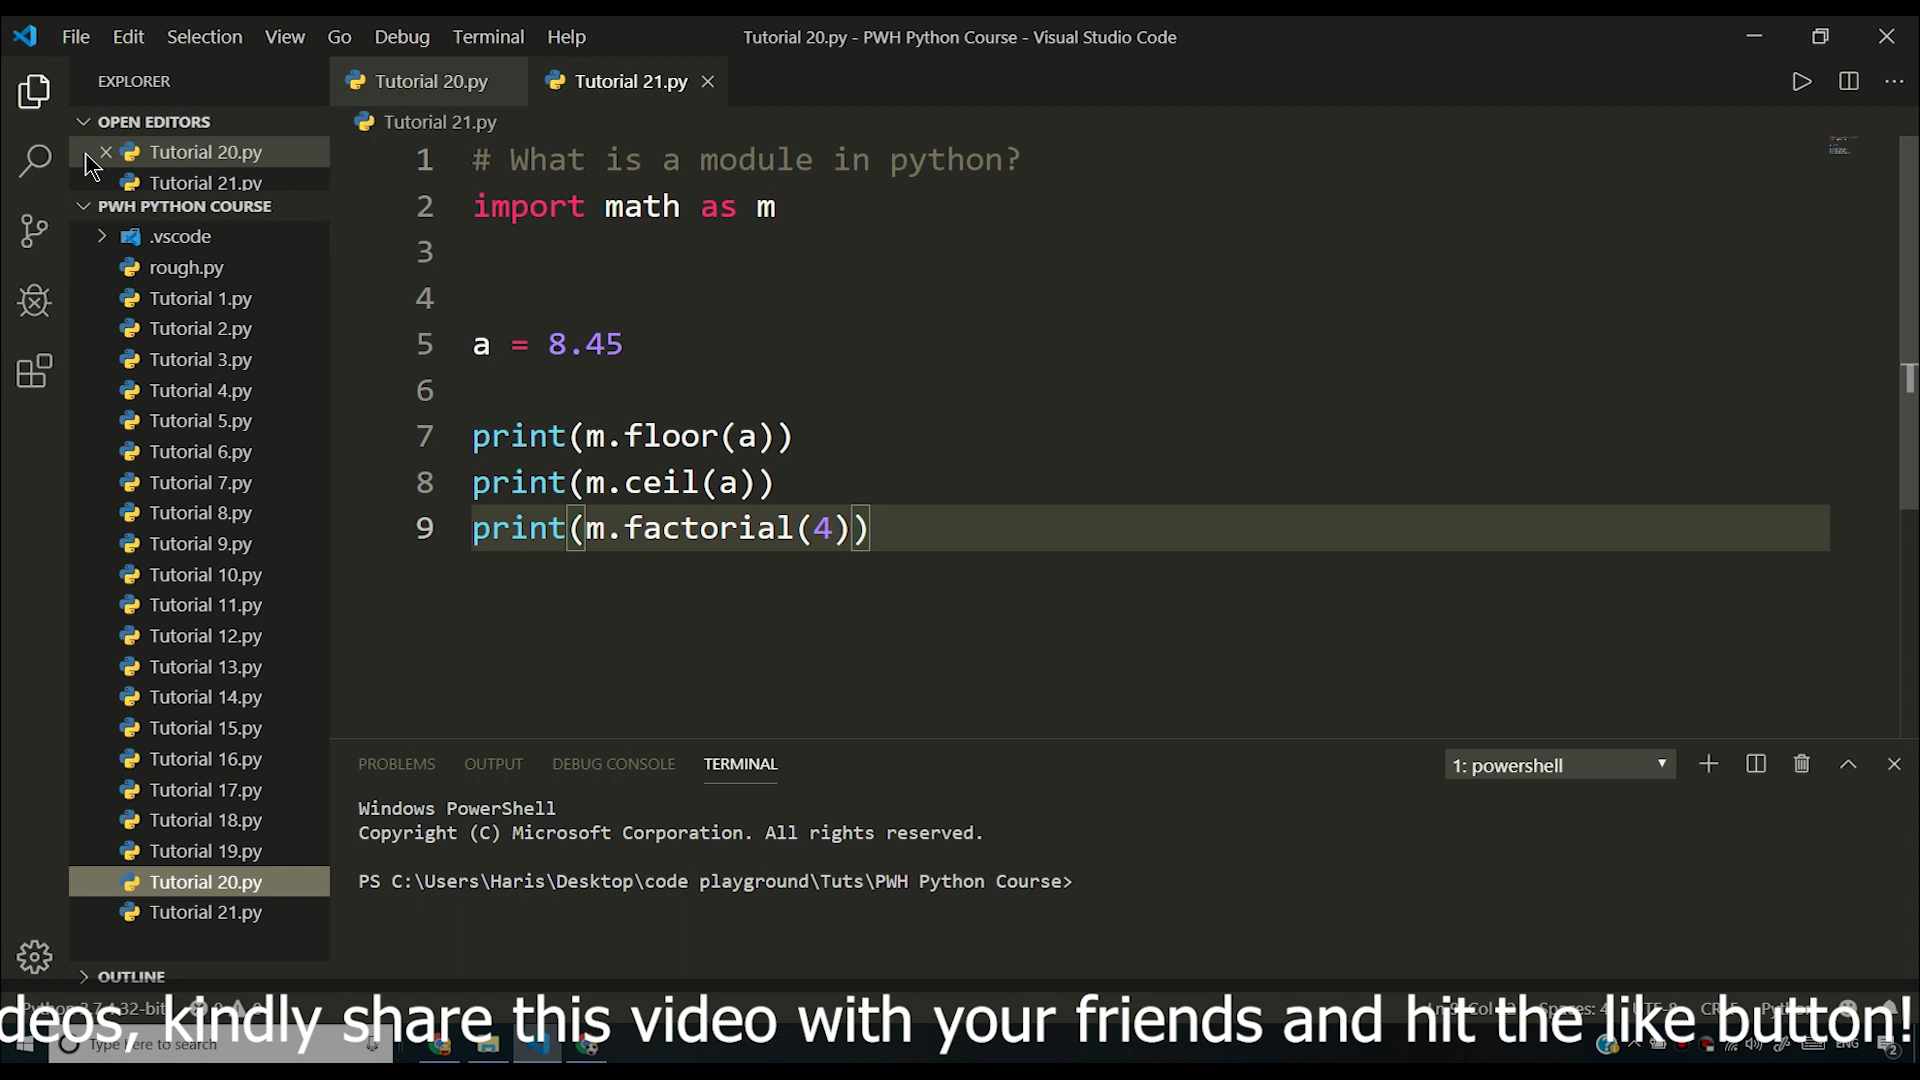 File Edit Selection View Go Debug Terminal Help
Tutorial 20.py - PWH Python Course - Visual Studio Code
EXPLORER
Tutorial 20.py
Tutorial 21.py
OPEN EDITORS
Tutorial 20.py
Tutorial 21.py
PWH PYTHON COURSE
.vscode
rough.py
Tutorial 1.py
Tutorial 2.py
Tutorial 3.py
Tutorial 4.py
Tutorial 5.py
Tutorial 6.py
Tutorial 7.py
Tutorial 8.py
Tutorial 9.py
Tutorial 10.py
Tutorial 11.py
Tutorial 12.py
Tutorial 13.py
Tutorial 14.py
Tutorial 15.py
Tutorial 16.py
Tutorial 17.py
Tutorial 18.py
Tutorial 19.py
Tutorial 20.py
Tutorial 21.py
OUTLINE
Tutorial 21.py
1 # What is a module in python?
2 import math as m
3
4
5 a = 8.45
6
7 print(m.floor(a))
8 print(m.ceil(a))
9 print(m.factorial(4))
PROBLEMS OUTPUT DEBUG CONSOLE TERMINAL
1: powershell
Windows PowerShell
Copyright (C) Microsoft Corporation. All rights reserved.
PS C:\Users\Haris\Desktop\code playground\Tuts\PWH Python Course>
deos, kindly share this video with your friends and hit the like button!
Type here to search
ENG
2